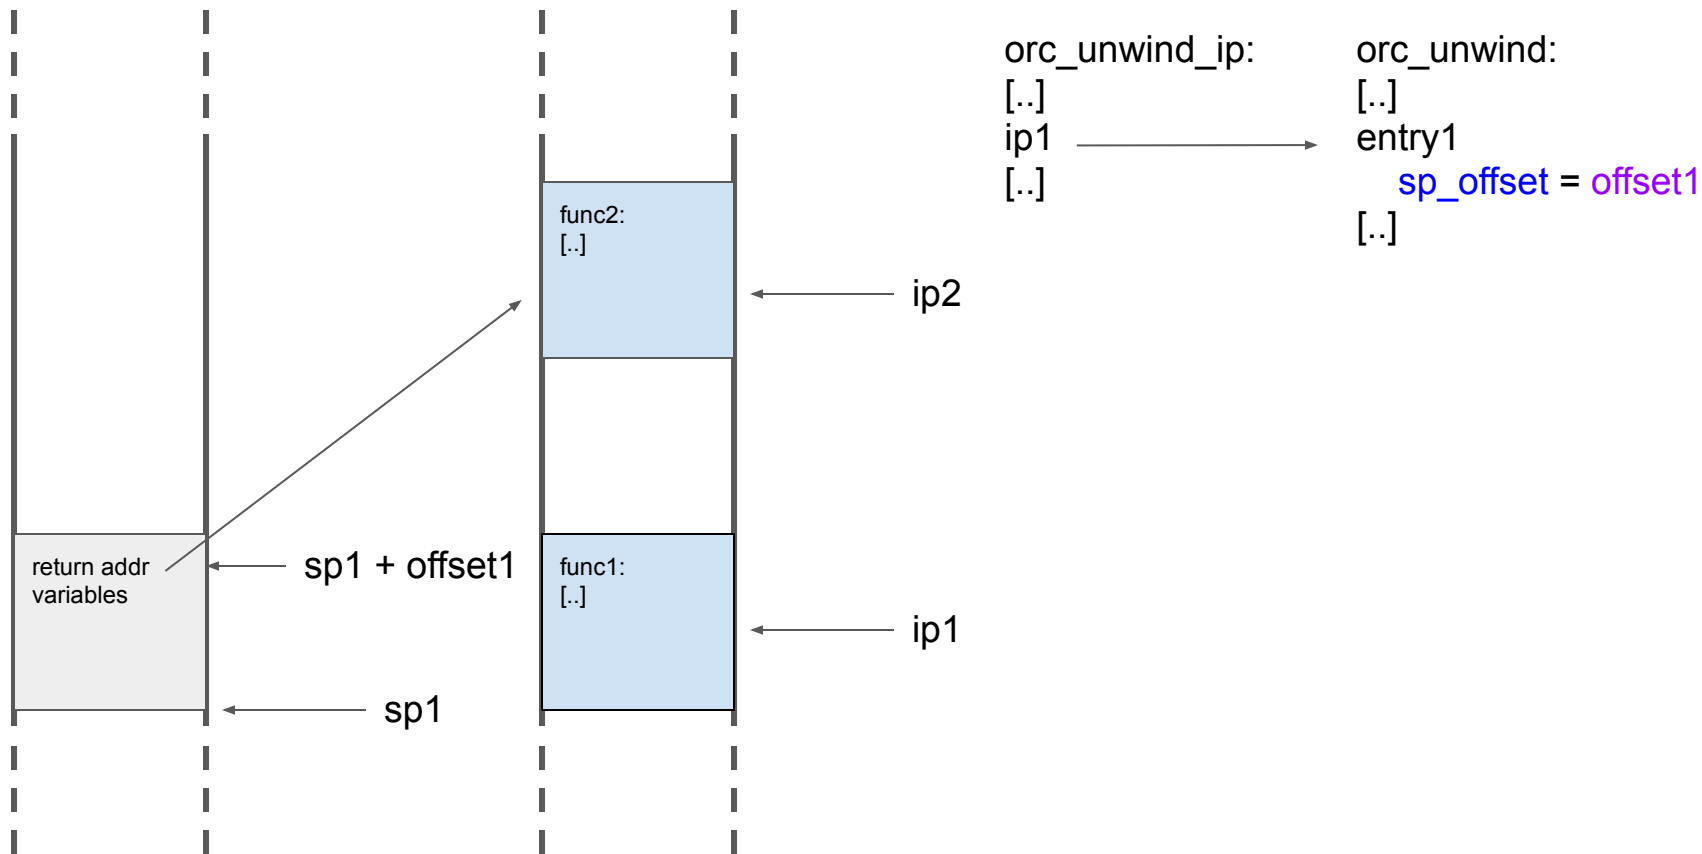 orc_unwind_ip:
[..]
ip1
[..]
orc_unwind:
[..]
entry1
sp_offset = offset1
[..]
func2:
[..]
ip2
return addr
variables
sp1 + offset1
func1:
[..]
ip1
sp1